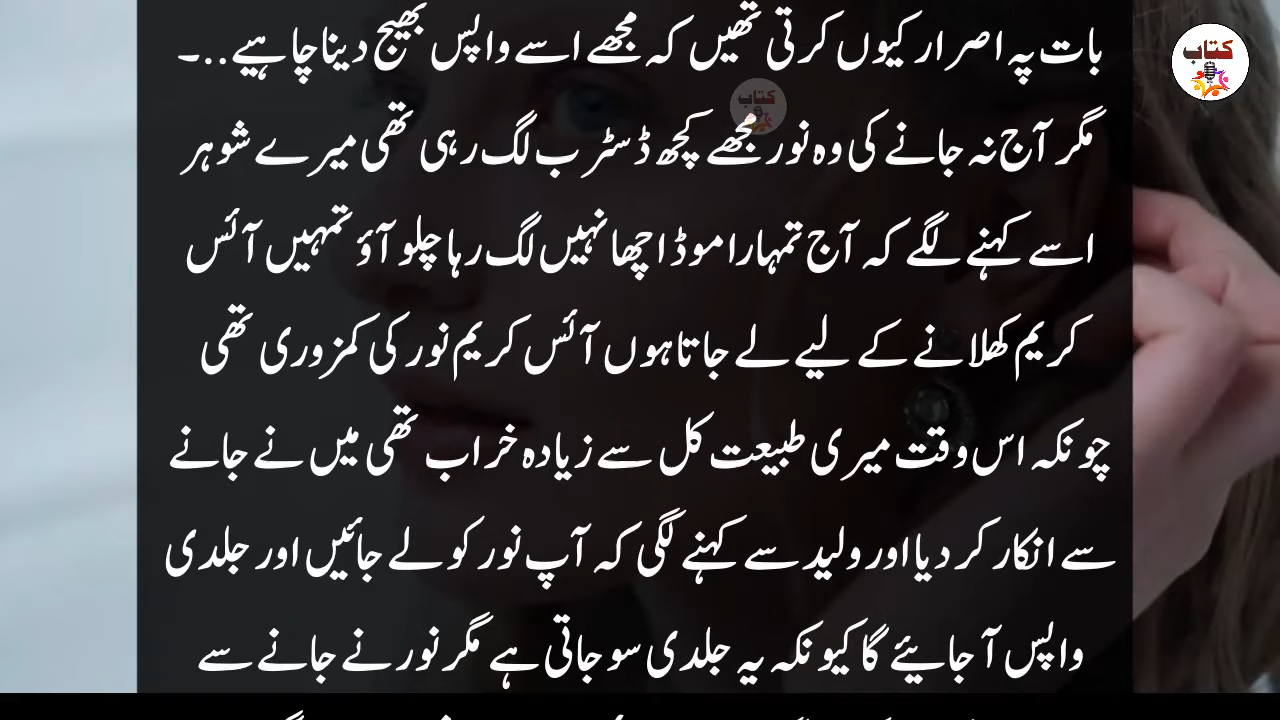 کتاب
کتاب
بات پہ اصرار کیوں کرتی تھیں کہ مجھے اسے واپس بھیج دینا چاہیے...۔
مگر آج نہ جانے کی وہ نور مجھے کچھ ڈسٹرب لگ رہی تھی میرے شوہر
اسے کہنے لگے کہ آج تمہارا موڈ اچھا نہیں لگ رہا چلو آؤ تمہیں آئس
کریم کھلانے کے لیے لے جاتا ہوں آئس کریم نور کی کمزوری تھی
چونکہ اس وقت میری طبیعت کل سے زیادہ خراب تھی میں نے جانے
سے انکار کر دیا اور ولید سے کہنے لگی کہ آپ نور کو لے جائیں اور جلدی
واپس آ جایئے گا کیونکہ یہ جلدی سو جاتی ہے مگر نور نے جانے سے